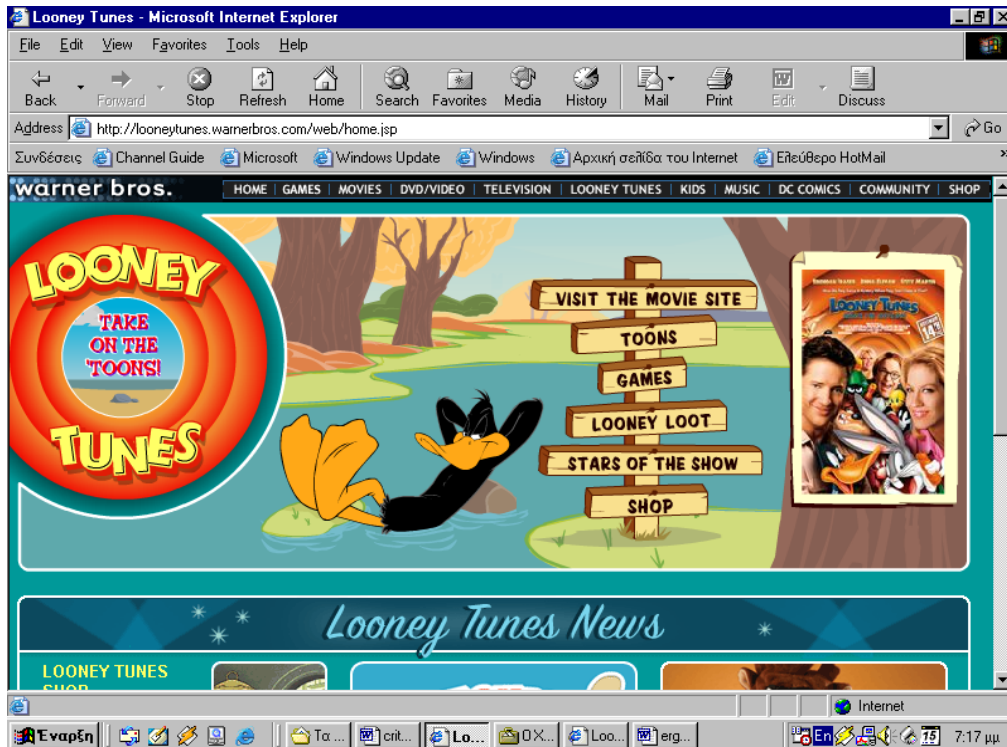 Looney Tunes - Microsoft Internet Explorer
File Edit View Favorites Tools Help
Back Forward Stop Refresh Home Search Favorites Media History Mail Print Edit Discuss
Address http://looneytunes.warnerbros.com/web/home.jsp Go
Συνδέσεις Channel Guide Microsoft Windows Update Windows Αρχική σελίδα του Internet Ελεύθερο HotMail »
warner bros. HOME | GAMES | MOVIES | DVD/VIDEO | TELEVISION | LOONEY TUNES | KIDS | MUSIC | DC COMICS | COMMUNITY | SHOP
LOONEY
TAKE
ON THE
'TOONS!
TUNES
VISIT THE MOVIE SITE
TOONS
GAMES
LOONEY LOOT
STARS OF THE SHOW
SHOP
LOONEY TUNES
14
Looney Tunes News
LOONEY TUNES
SHOP
Internet
Έναρξη Τα ... crit... Lo... O X... Loo... erg... En 15 7:17 μμ